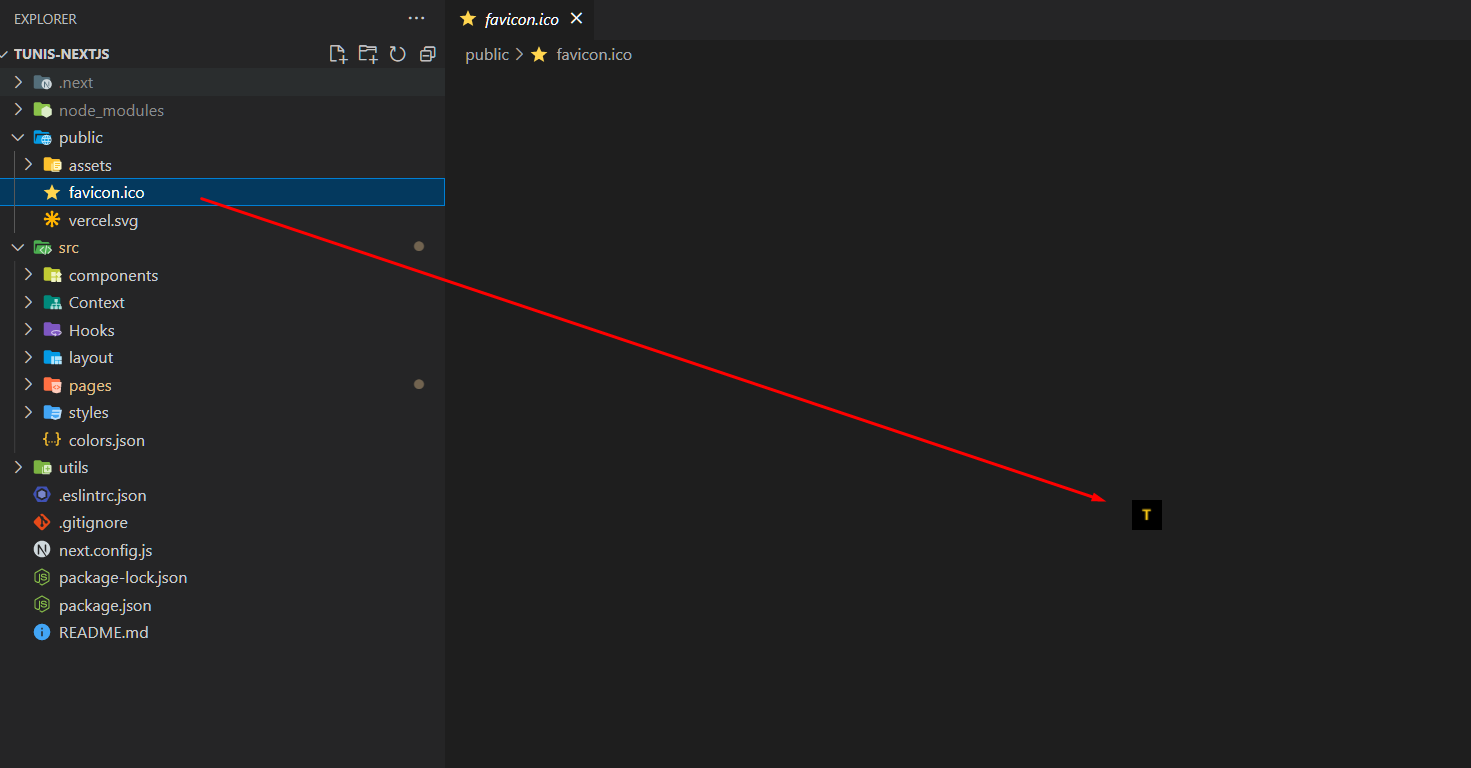 EXPLORER
TUNIS-NEXTJS
.next
node_modules
public
assets
favicon.ico
vercel.svg
src
components
Context
Hooks
layout
pages
styles
colors.json
utils
.eslintrc.json
.gitignore
next.config.js
package-lock.json
package.json
README.md
favicon.ico
public > favicon.ico
T